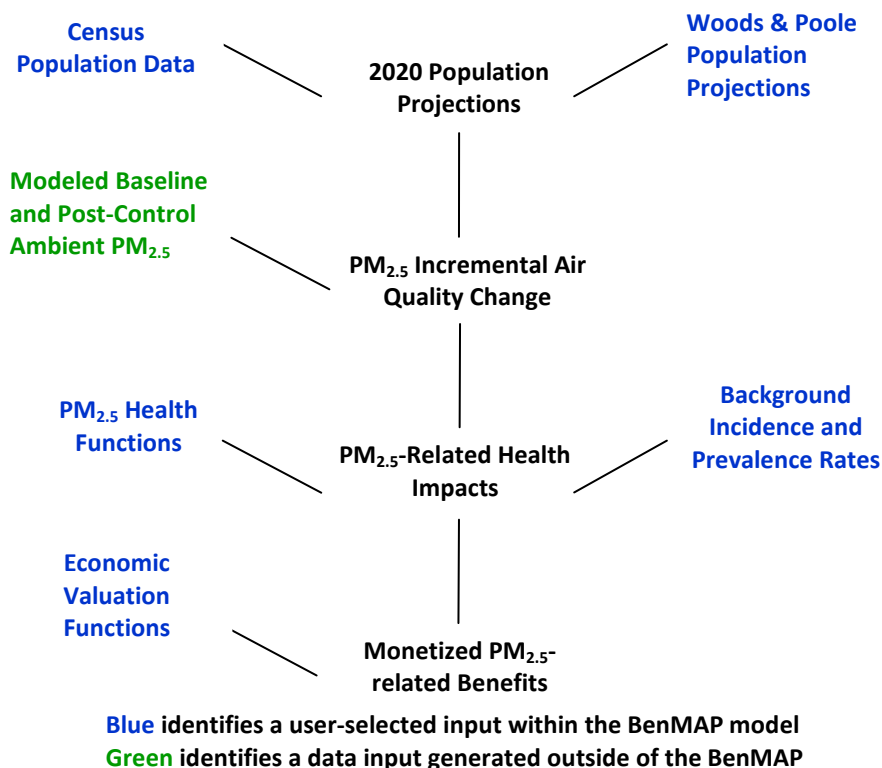 Census
Population Data
Woods & Poole
Population
Projections
2020 Population
Projections
Modeled Baseline
and Post-Control
Ambient PM2.5
PM2.5 Incremental Air
Quality Change
PM2.5 Health
Functions
Background
Incidence and
Prevalence Rates
PM2.5-Related Health
Impacts
Economic
Valuation
Functions
Monetized PM2.5-
related Benefits
Blue identifies a user-selected input within the BenMAP model
Green identifies a data input generated outside of the BenMAP